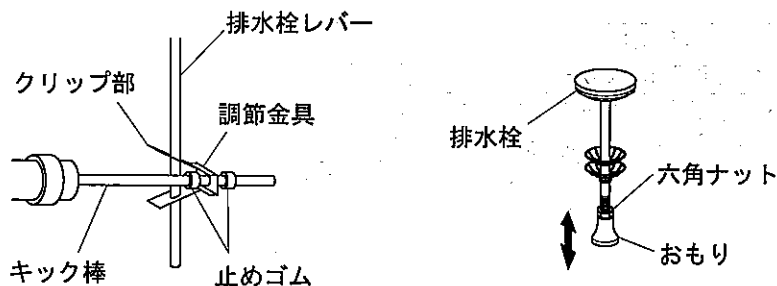 排水栓レバー
クリップ部
調節金具
キック棒
止めゴム
排水栓
六角ナット
おもり